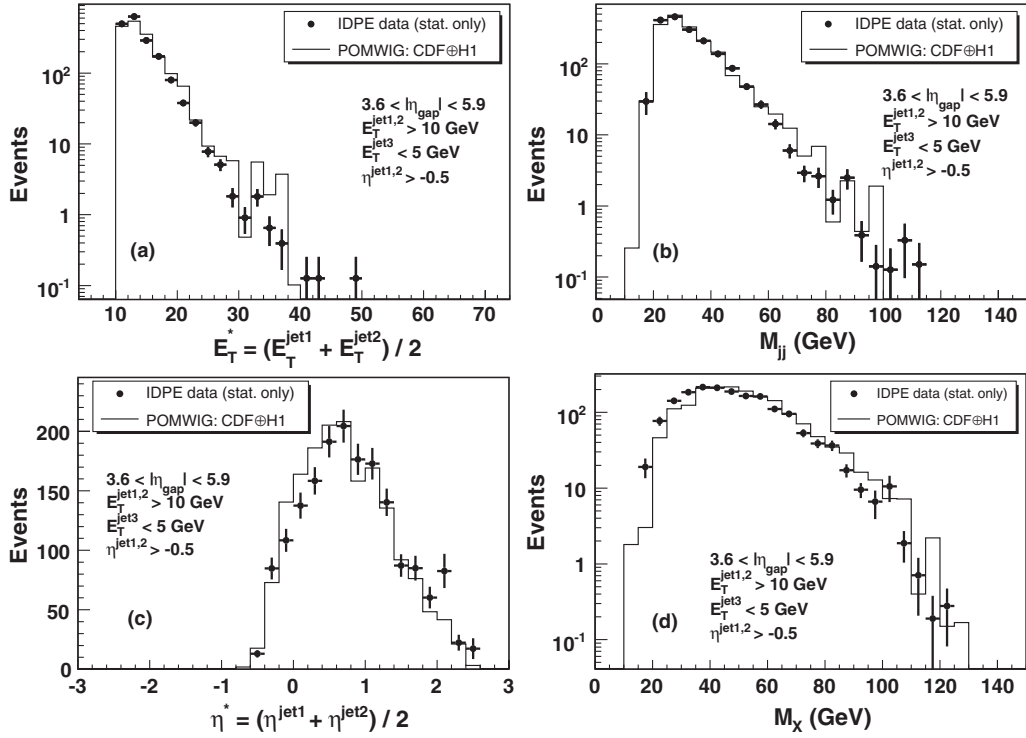 IDPE data (stat. only)
POMWIG: CDF⊕H1
3.6 < |η_gap| < 5.9
E_T^jet1,2 > 10 GeV
E_T^jet3 < 5 GeV
η^jet1,2 > -0.5
(a)
Events
10^2
10
1
10^-1
10 20 30 40 50 60 70
E_T^* = (E_T^jet1 + E_T^jet2) / 2
IDPE data (stat. only)
POMWIG: CDF⊕H1
3.6 < |η_gap| < 5.9
E_T^jet1,2 > 10 GeV
E_T^jet3 < 5 GeV
η^jet1,2 > -0.5
(b)
Events
10^2
10
1
10^-1
0 20 40 60 80 100 120 140
M_jj (GeV)
IDPE data (stat. only)
POMWIG: CDF⊕H1
3.6 < |η_gap| < 5.9
E_T^jet1,2 > 10 GeV
E_T^jet3 < 5 GeV
η^jet1,2 > -0.5
(c)
Events
200
150
100
50
0
-3 -2 -1 0 1 2 3
η^* = (η^jet1 + η^jet2) / 2
IDPE data (stat. only)
POMWIG: CDF⊕H1
3.6 < |η_gap| < 5.9
E_T^jet1,2 > 10 GeV
E_T^jet3 < 5 GeV
η^jet1,2 > -0.5
(d)
Events
10^2
10
1
10^-1
0 20 40 60 80 100 120 140
M_X (GeV)